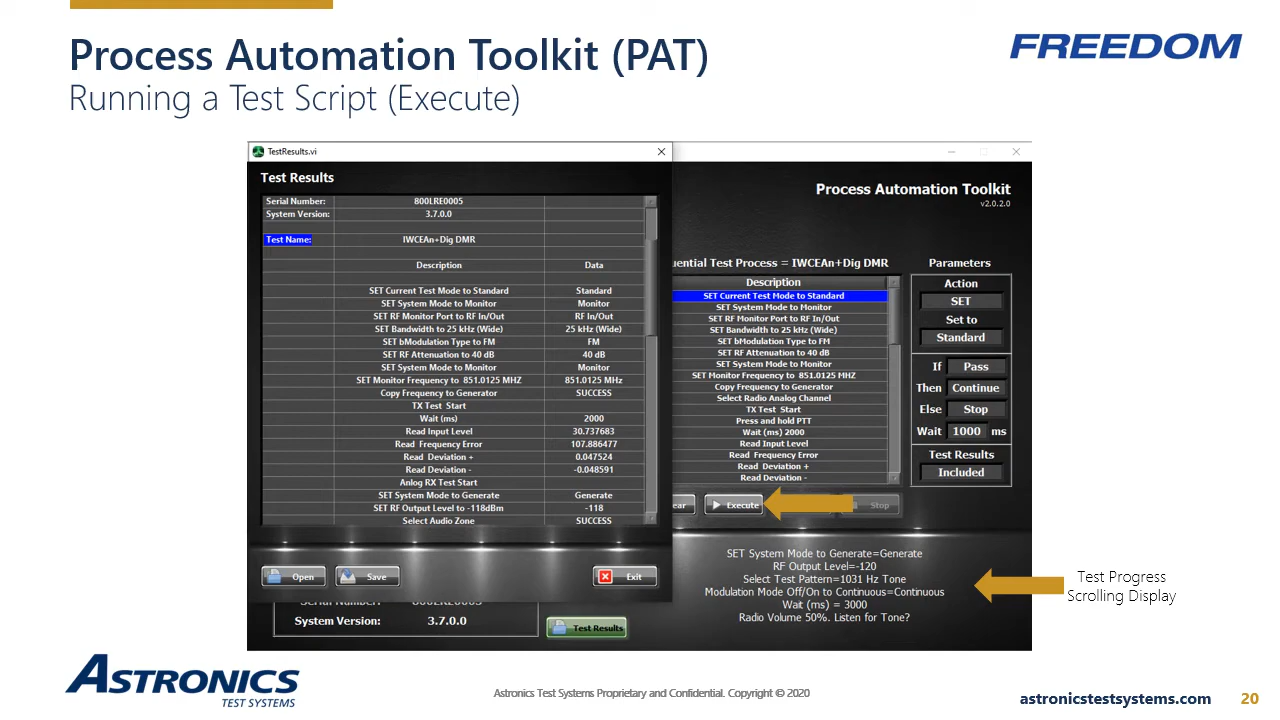 Process Automation Toolkit (PAT)
FREEDOM
Running a Test Script (Execute)
TestResults.vi
Test Results
Serial Number: 800LRE0005
System Version: 3.7.0.0
Test Name: IWCEAn+Dig DMR
Description Data
SET Current Test Mode to Standard Standard
SET System Mode to Monitor Monitor
SET RF Monitor Port to RF In/Out RF In/Out
SET Bandwidth to 25 kHz (Wide) 25 kHz (Wide)
SET bModulation Type to FM FM
SET RF Attenuation to 40 dB 40 dB
SET System Mode to Monitor Monitor
SET Monitor Frequency to 851.0125 MHZ 851.0125 MHz
Copy Frequency to Generator SUCCESS
TX Test Start
Wait (ms) 2000
Read Input Level 30.737683
Read Frequency Error 107.886477
Read Deviation + 0.047524
Read Deviation - -0.048591
Anlog RX Test Start
SET System Mode to Generate Generate
SET RF Output Level to -118dBm -118
Select Audio Zone SUCCESS
Open Save Exit
Process Automation Toolkit
v2.0.2.0
uential Test Process = IWCEAn+Dig DMR
Description
SET Current Test Mode to Standard
SET System Mode to Monitor
SET RF Monitor Port to RF In/Out
SET Bandwidth to 25 kHz (Wide)
SET bModulation Type to FM
SET RF Attenuation to 40 dB
SET System Mode to Monitor
SET Monitor Frequency to 851.0125 MHZ
Copy Frequency to Generator
Select Radio Analog Channel
TX Test Start
Press and hold PTT
Wait (ms) 2000
Read Input Level
Read Frequency Error
Read Deviation +
Read Deviation -
Parameters
Action
SET
Set to
Standard
If Pass
Then Continue
Else Stop
Wait 1000 ms
Test Results
Included
ear Execute Stop
SET System Mode to Generate=Generate
RF Output Level=-120
Select Test Pattern=1031 Hz Tone
Modulation Mode Off/On to Continuous=Continuous
Wait (ms) = 3000
Radio Volume 50%. Listen for Tone?
Test Progress
Scrolling Display
Serial Number: 800LRE0005
System Version: 3.7.0.0
Test Results
ASTRONICS
TEST SYSTEMS
Astronics Test Systems Proprietary and Confidential. Copyright © 2020
astronicstestsystems.com 20